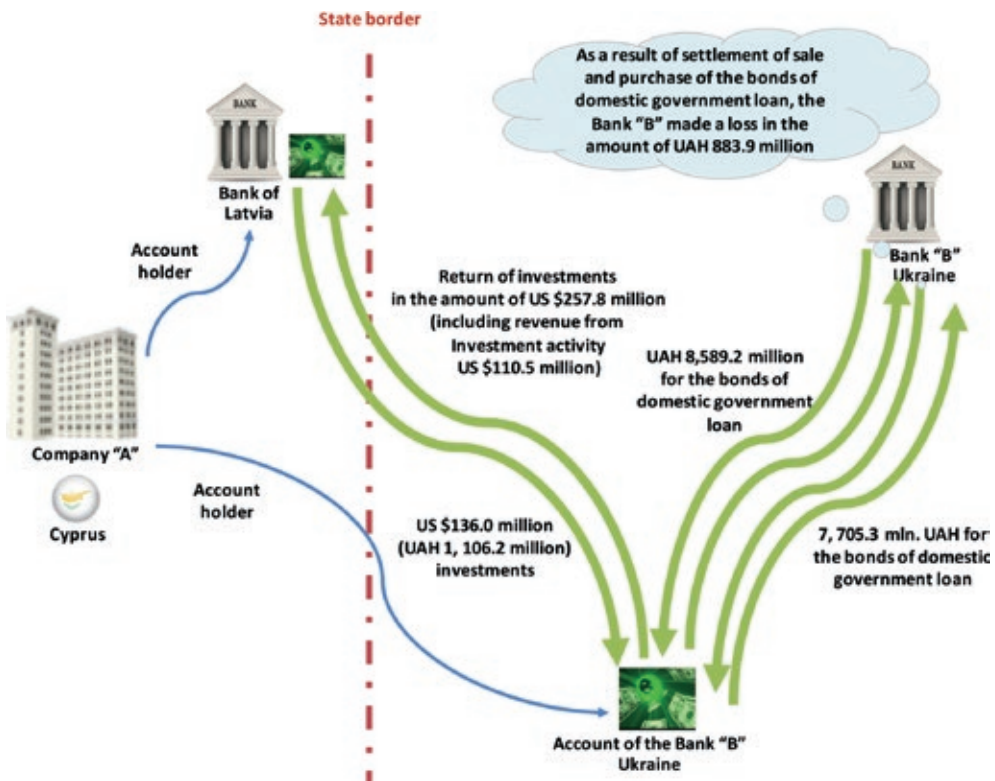 State border
As a result of settlement of sale
and purchase of the bonds of
domestic government loan, the
Bank “B” made a loss in the
amount of UAH 883.9 million
BANK
Bank of
Latvia
BANK
Bank “B”
Ukraine
Account
holder
Return of investments
in the amount of US $257.8 million
(including revenue from
Investment activity
US $110.5 million)
UAH 8,589.2 million
for the bonds of
domestic government
loan
Company “A”
Cyprus
Account
holder
US $136.0 million
(UAH 1, 106.2 million)
investments
7, 705.3 mln. UAH for
the bonds of domestic
government loan
Account of the Bank “B”
Ukraine